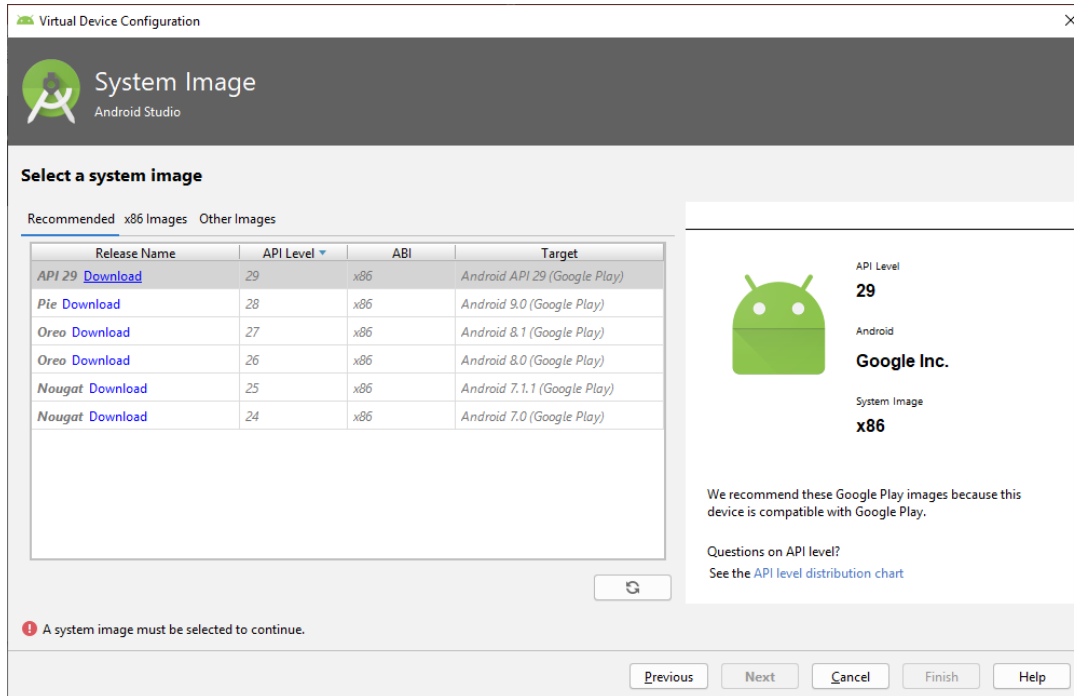 Virtual Device Configuration
System Image
Android Studio
Select a system image
Recommended x86 Images Other Images
Release Name API Level ABI Target
API 29 Download 29 x86 Android API 29 (Google Play)
Pie Download 28 x86 Android 9.0 (Google Play)
Oreo Download 27 x86 Android 8.1 (Google Play)
Oreo Download 26 x86 Android 8.0 (Google Play)
Nougat Download 25 x86 Android 7.1.1 (Google Play)
Nougat Download 24 x86 Android 7.0 (Google Play)
API Level
29
Android
Google Inc.
System Image
x86
We recommend these Google Play images because this
device is compatible with Google Play.
Questions on API level?
See the API level distribution chart
A system image must be selected to continue.
Previous Next Cancel Finish Help